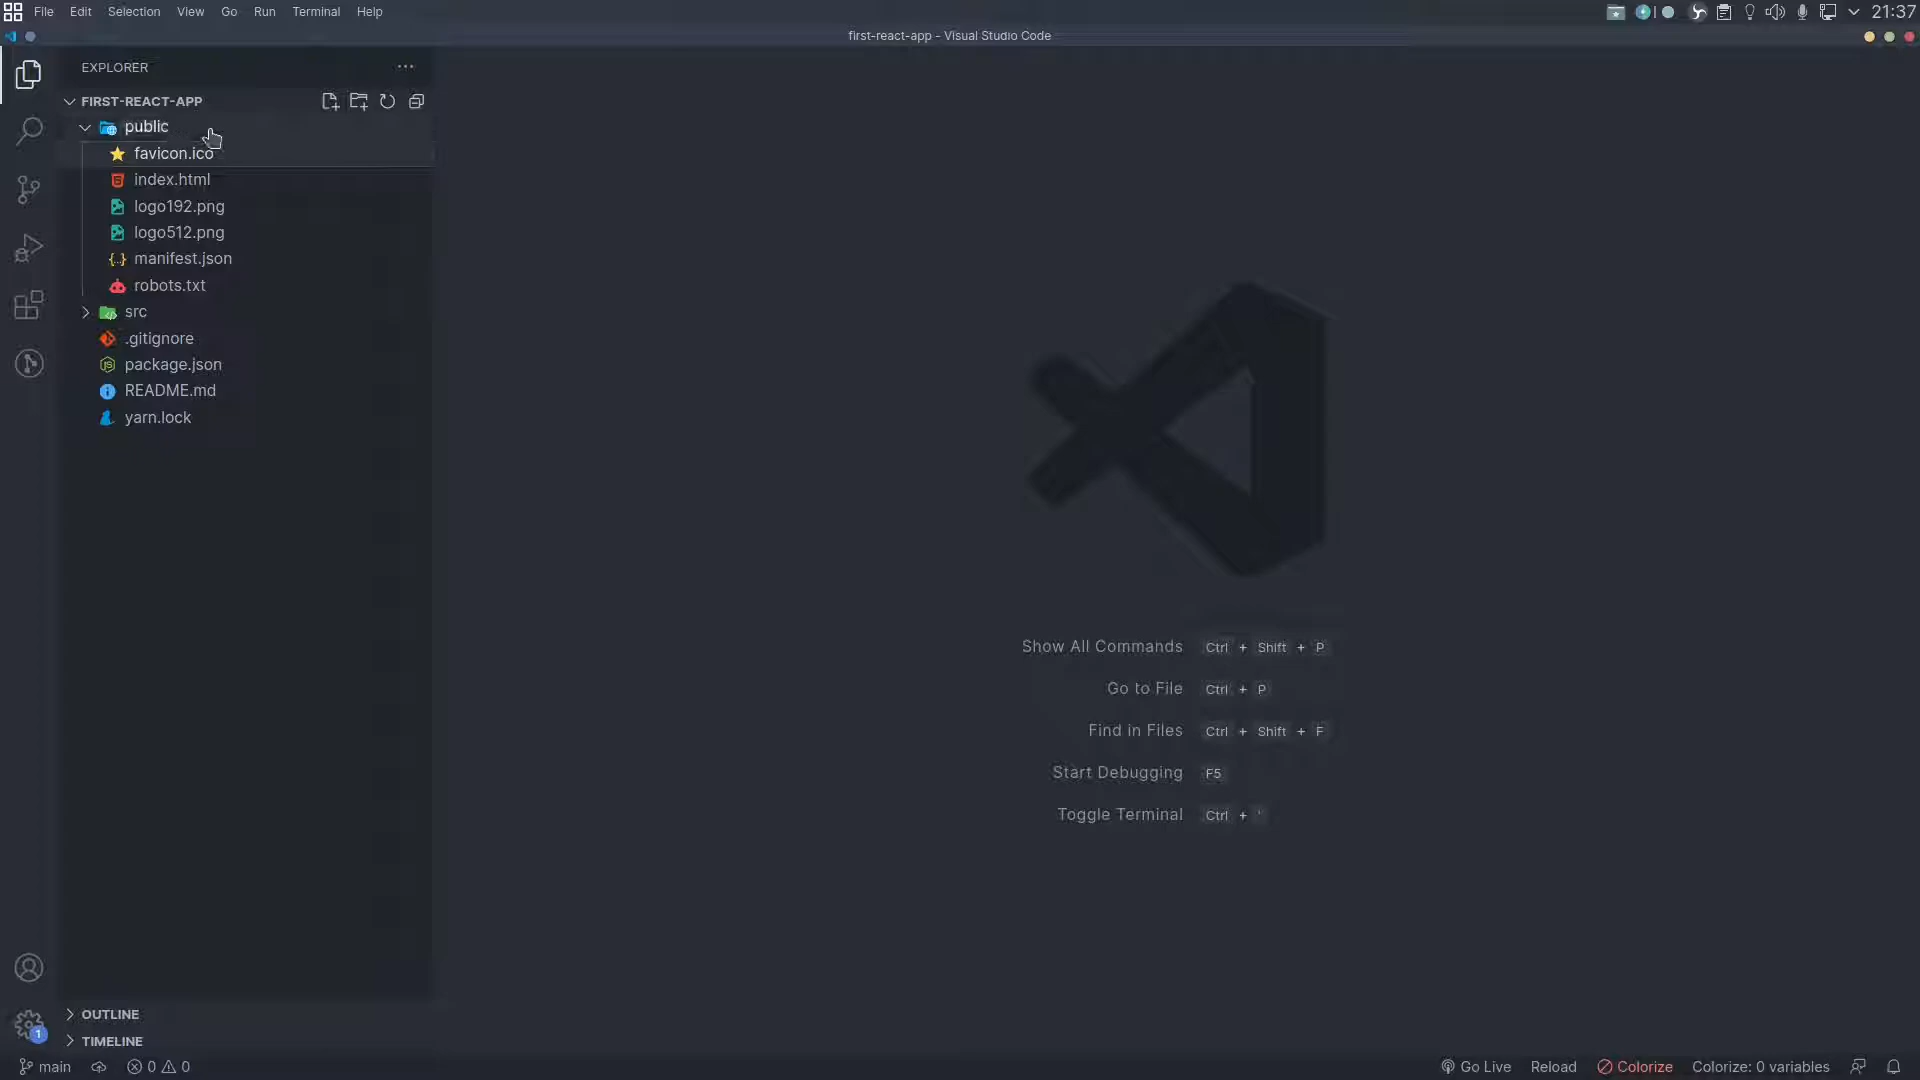 File Edit Selection View Go Run Terminal Help 21:37
first-react-app - Visual Studio Code
EXPLORER
FIRST-REACT-APP
public
favicon.ico
index.html
logo192.png
logo512.png
manifest.json
robots.txt
src
.gitignore
package.json
README.md
yarn.lock
Show All Commands Ctrl + Shift + P
Go to File Ctrl + P
Find in Files Ctrl + Shift + F
Start Debugging F5
Toggle Terminal Ctrl + '
OUTLINE
1
TIMELINE
main 0 0 Go Live Reload Colorize Colorize: 0 variables